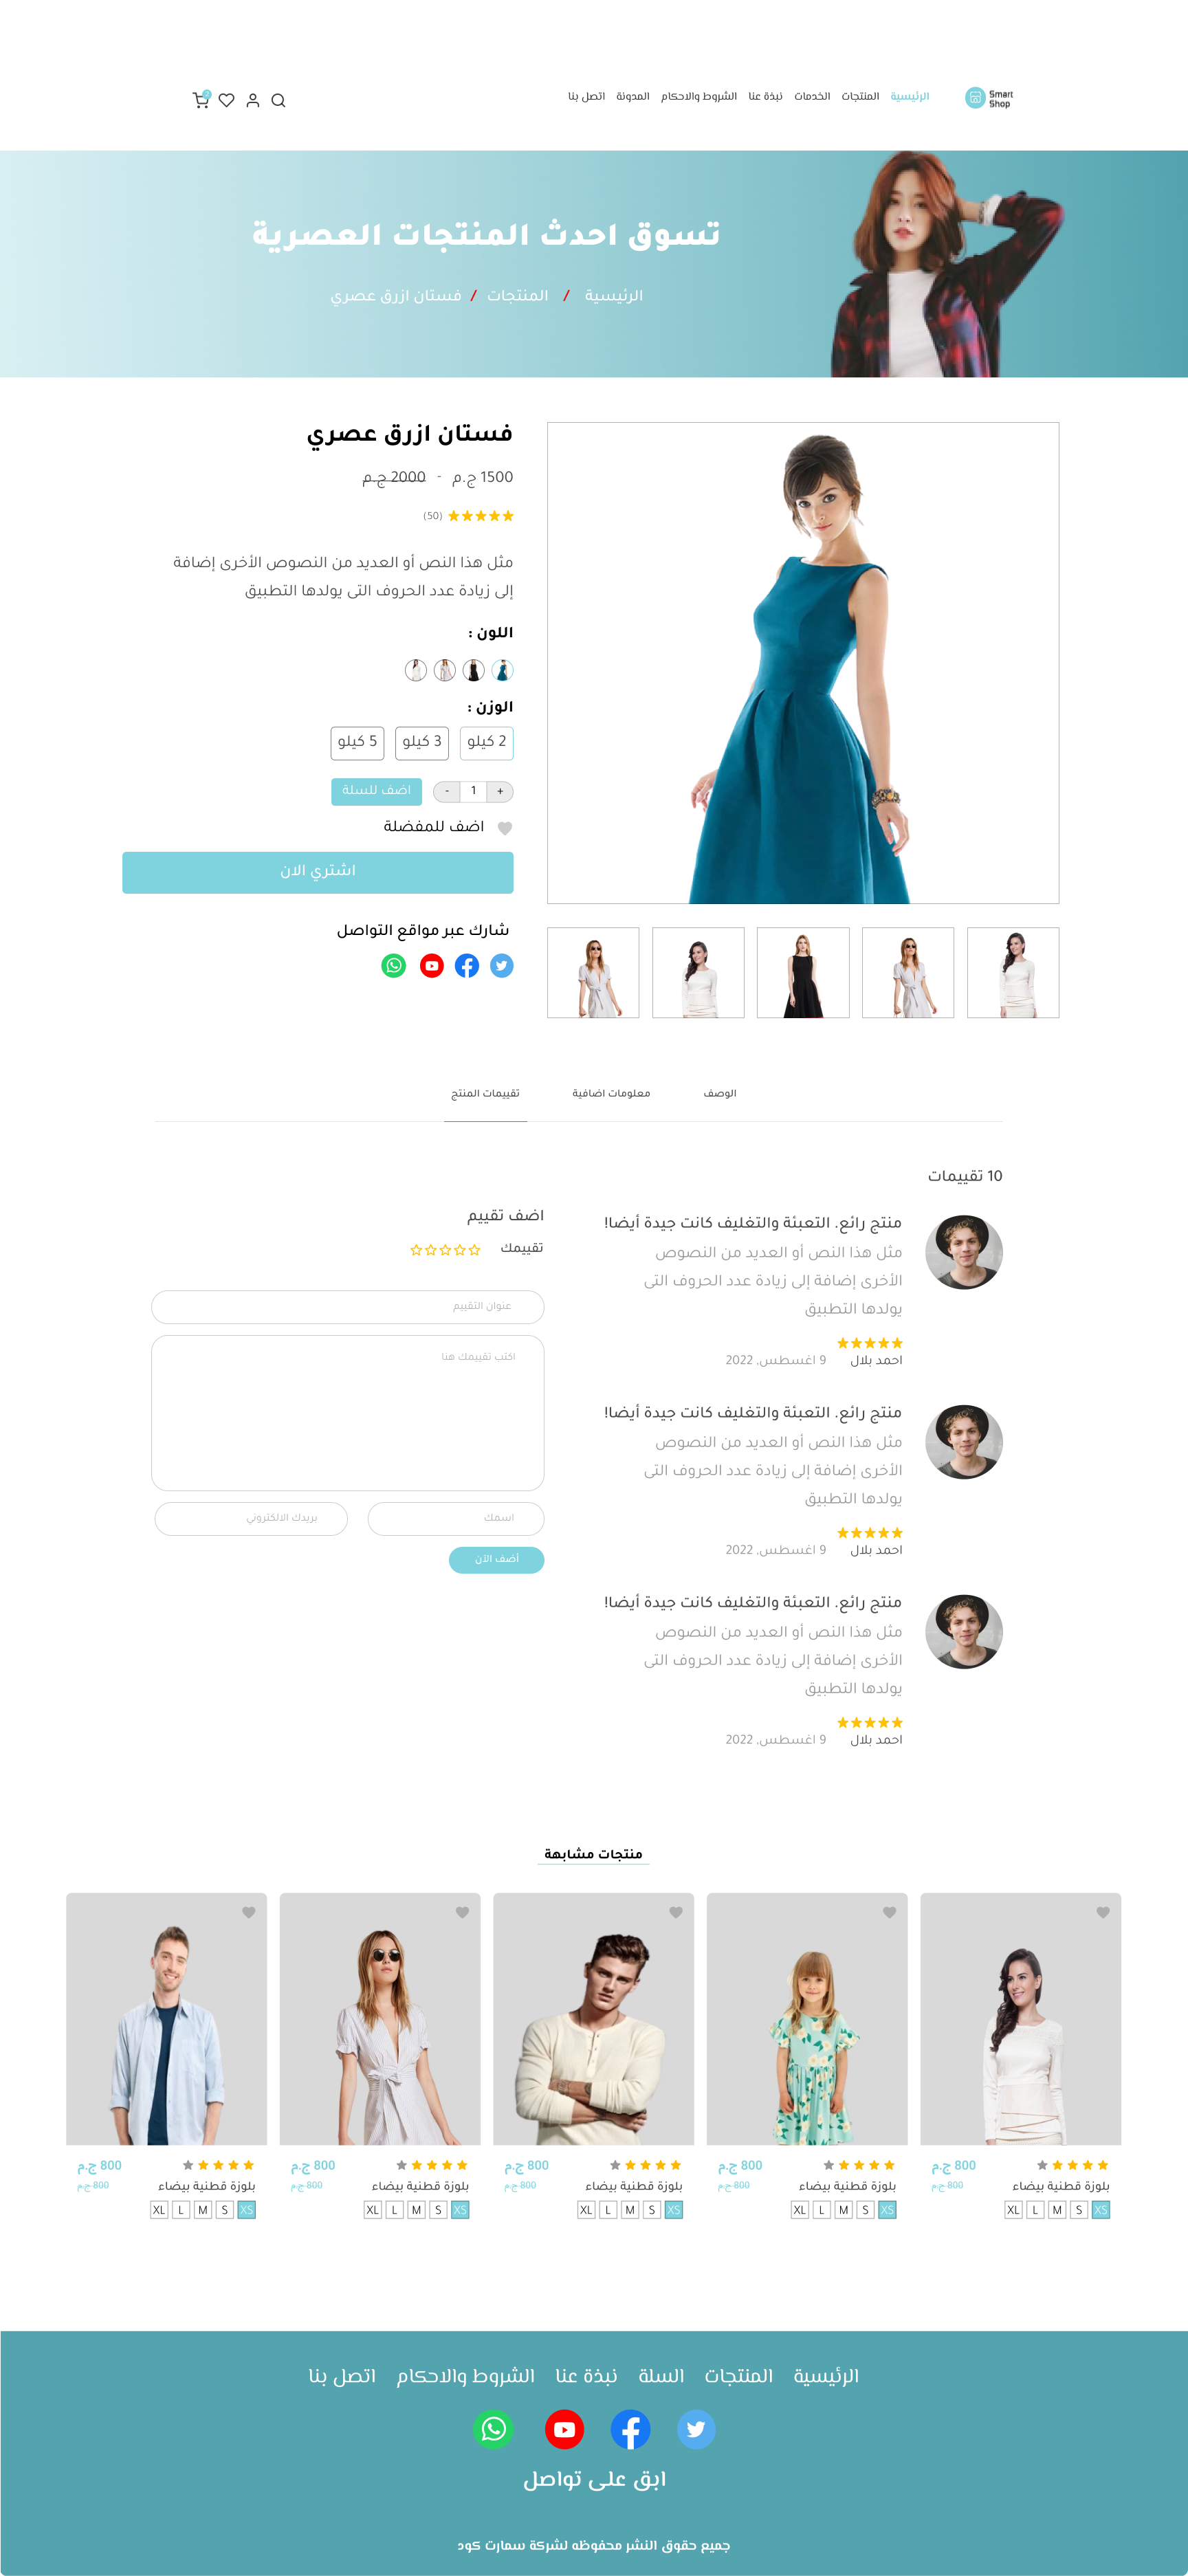 Smart
Shop
الرئيسية المنتجات الخدمات نبذة عنا الشروط والاحكام المدونة اتصل بنا
تسوق احدث المنتجات العصرية
الرئيسية / المنتجات / فستان ازرق عصري
فستان ازرق عصري
1500 ج.م - 2000 ج.م
(50)
مثل هذا النص أو العديد من النصوص الأخرى إضافة
إلى زيادة عدد الحروف التى يولدها التطبيق
اللون :
الوزن :
2 كيلو 3 كيلو 5 كيلو
+ 1 - اضف للسلة
اضف للمفضلة
اشتري الان
شارك عبر مواقع التواصل
الوصف معلومات اضافية تقييمات المنتج
10 تقييمات
منتج رائع. التعبئة والتغليف كانت جيدة أيضا!
مثل هذا النص أو العديد من النصوص
الأخرى إضافة إلى زيادة عدد الحروف التى
يولدها التطبيق
احمد بلال 9 اغسطس, 2022
منتج رائع. التعبئة والتغليف كانت جيدة أيضا!
مثل هذا النص أو العديد من النصوص
الأخرى إضافة إلى زيادة عدد الحروف التى
يولدها التطبيق
احمد بلال 9 اغسطس, 2022
منتج رائع. التعبئة والتغليف كانت جيدة أيضا!
مثل هذا النص أو العديد من النصوص
الأخرى إضافة إلى زيادة عدد الحروف التى
يولدها التطبيق
احمد بلال 9 اغسطس, 2022
اضف تقييم
تقييمك
عنوان التقييم
اكتب تقييمك هنا
اسمك بريدك الالكتروني
أضف الآن
منتجات مشابهة
800 ج.م
بلوزة قطنية بيضاء 800 ج.م
XS S M L XL
800 ج.م
بلوزة قطنية بيضاء 800 ج.م
XS S M L XL
800 ج.م
بلوزة قطنية بيضاء 800 ج.م
XS S M L XL
800 ج.م
بلوزة قطنية بيضاء 800 ج.م
XS S M L XL
800 ج.م
بلوزة قطنية بيضاء 800 ج.م
XS S M L XL
الرئيسية المنتجات السلة نبذة عنا الشروط والاحكام اتصل بنا
ابق على تواصل
جميع حقوق النشر محفوظه لشركة سمارت كود